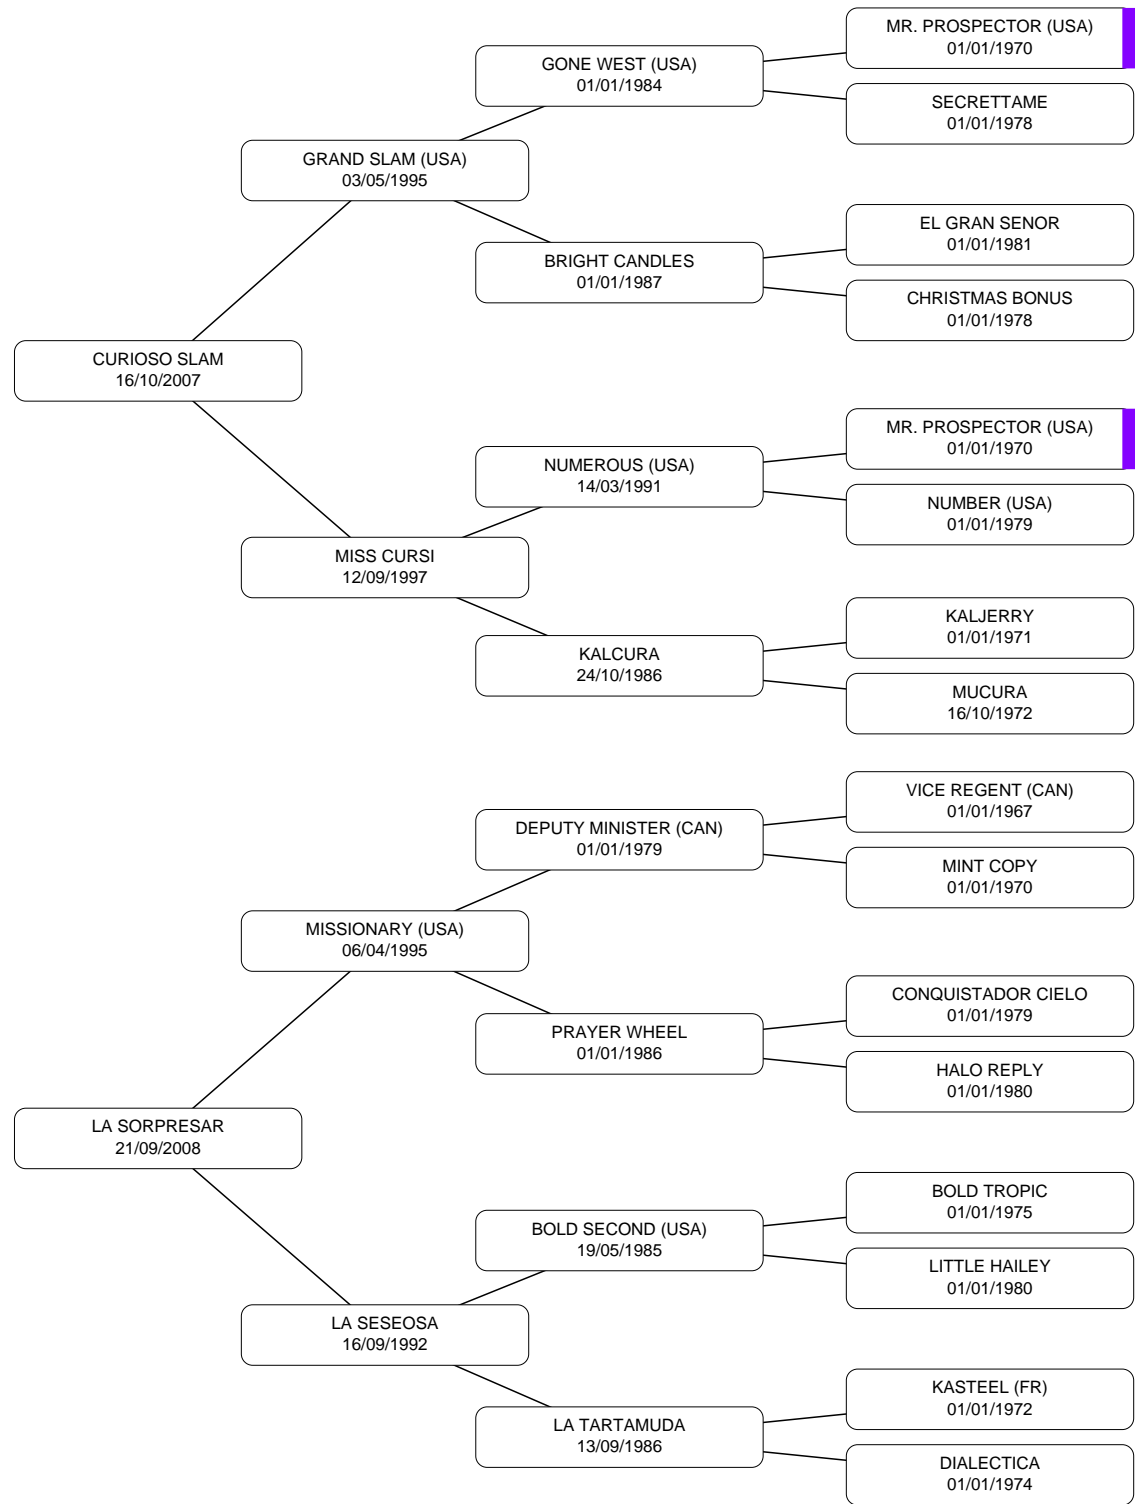 MR. PROSPECTOR (USA)
01/01/1970
GONE WEST (USA)
01/01/1984
SECRETTAME
01/01/1978
GRAND SLAM (USA)
03/05/1995
EL GRAN SENOR
01/01/1981
BRIGHT CANDLES
01/01/1987
CHRISTMAS BONUS
01/01/1978
CURIOSO SLAM
16/10/2007
MR. PROSPECTOR (USA)
01/01/1970
NUMEROUS (USA)
14/03/1991
NUMBER (USA)
01/01/1979
MISS CURSI
12/09/1997
KALJERRY
01/01/1971
KALCURA
24/10/1986
MUCURA
16/10/1972
VICE REGENT (CAN)
01/01/1967
DEPUTY MINISTER (CAN)
01/01/1979
MINT COPY
01/01/1970
MISSIONARY (USA)
06/04/1995
CONQUISTADOR CIELO
01/01/1979
PRAYER WHEEL
01/01/1986
HALO REPLY
01/01/1980
LA SORPRESAR
21/09/2008
BOLD TROPIC
01/01/1975
BOLD SECOND (USA)
19/05/1985
LITTLE HAILEY
01/01/1980
LA SESEOSA
16/09/1992
KASTEEL (FR)
01/01/1972
LA TARTAMUDA
13/09/1986
DIALECTICA
01/01/1974